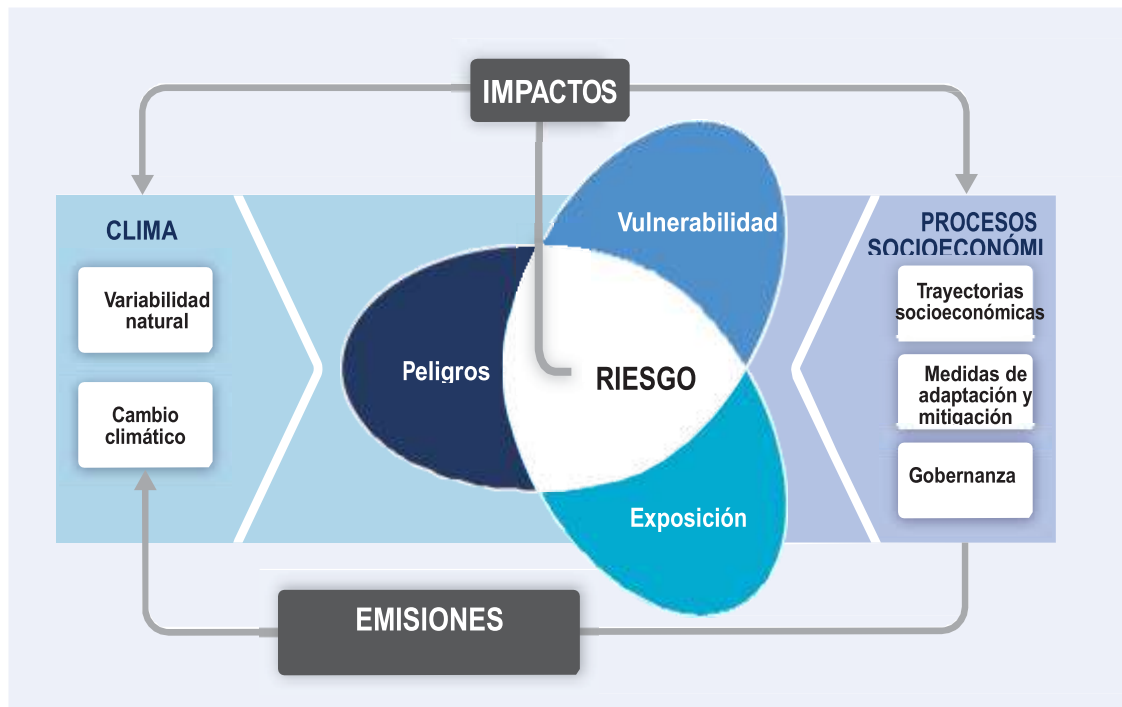 IMPACTOS
CLIMA
Variabilidad
natural
Cambio
climático
Vulnerabilidad
Peligros
RIESGO
Exposición
PROCESOS
SOCIOECONÓMI
Trayectorias
socioeconómicas
Medidas de
adaptación y
mitigación
Gobernanza
EMISIONES